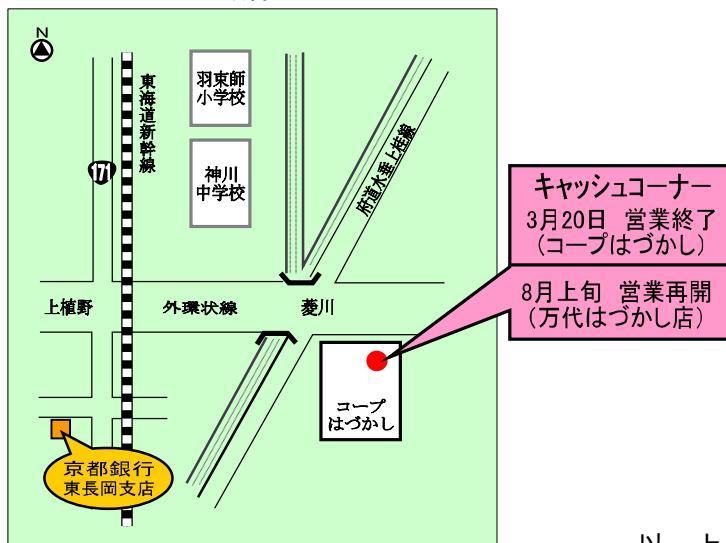 N
東海道新幹線
171
羽束師
小学校
神川
中学校
府道水垂上桂線
キャッシュコーナー
3月20日 営業終了
(コープはづかし)
8月上旬 営業再開
(万代はづかし店)
上植野
外環状線
菱川
コープ
はづかし
京都銀行
東長岡支店